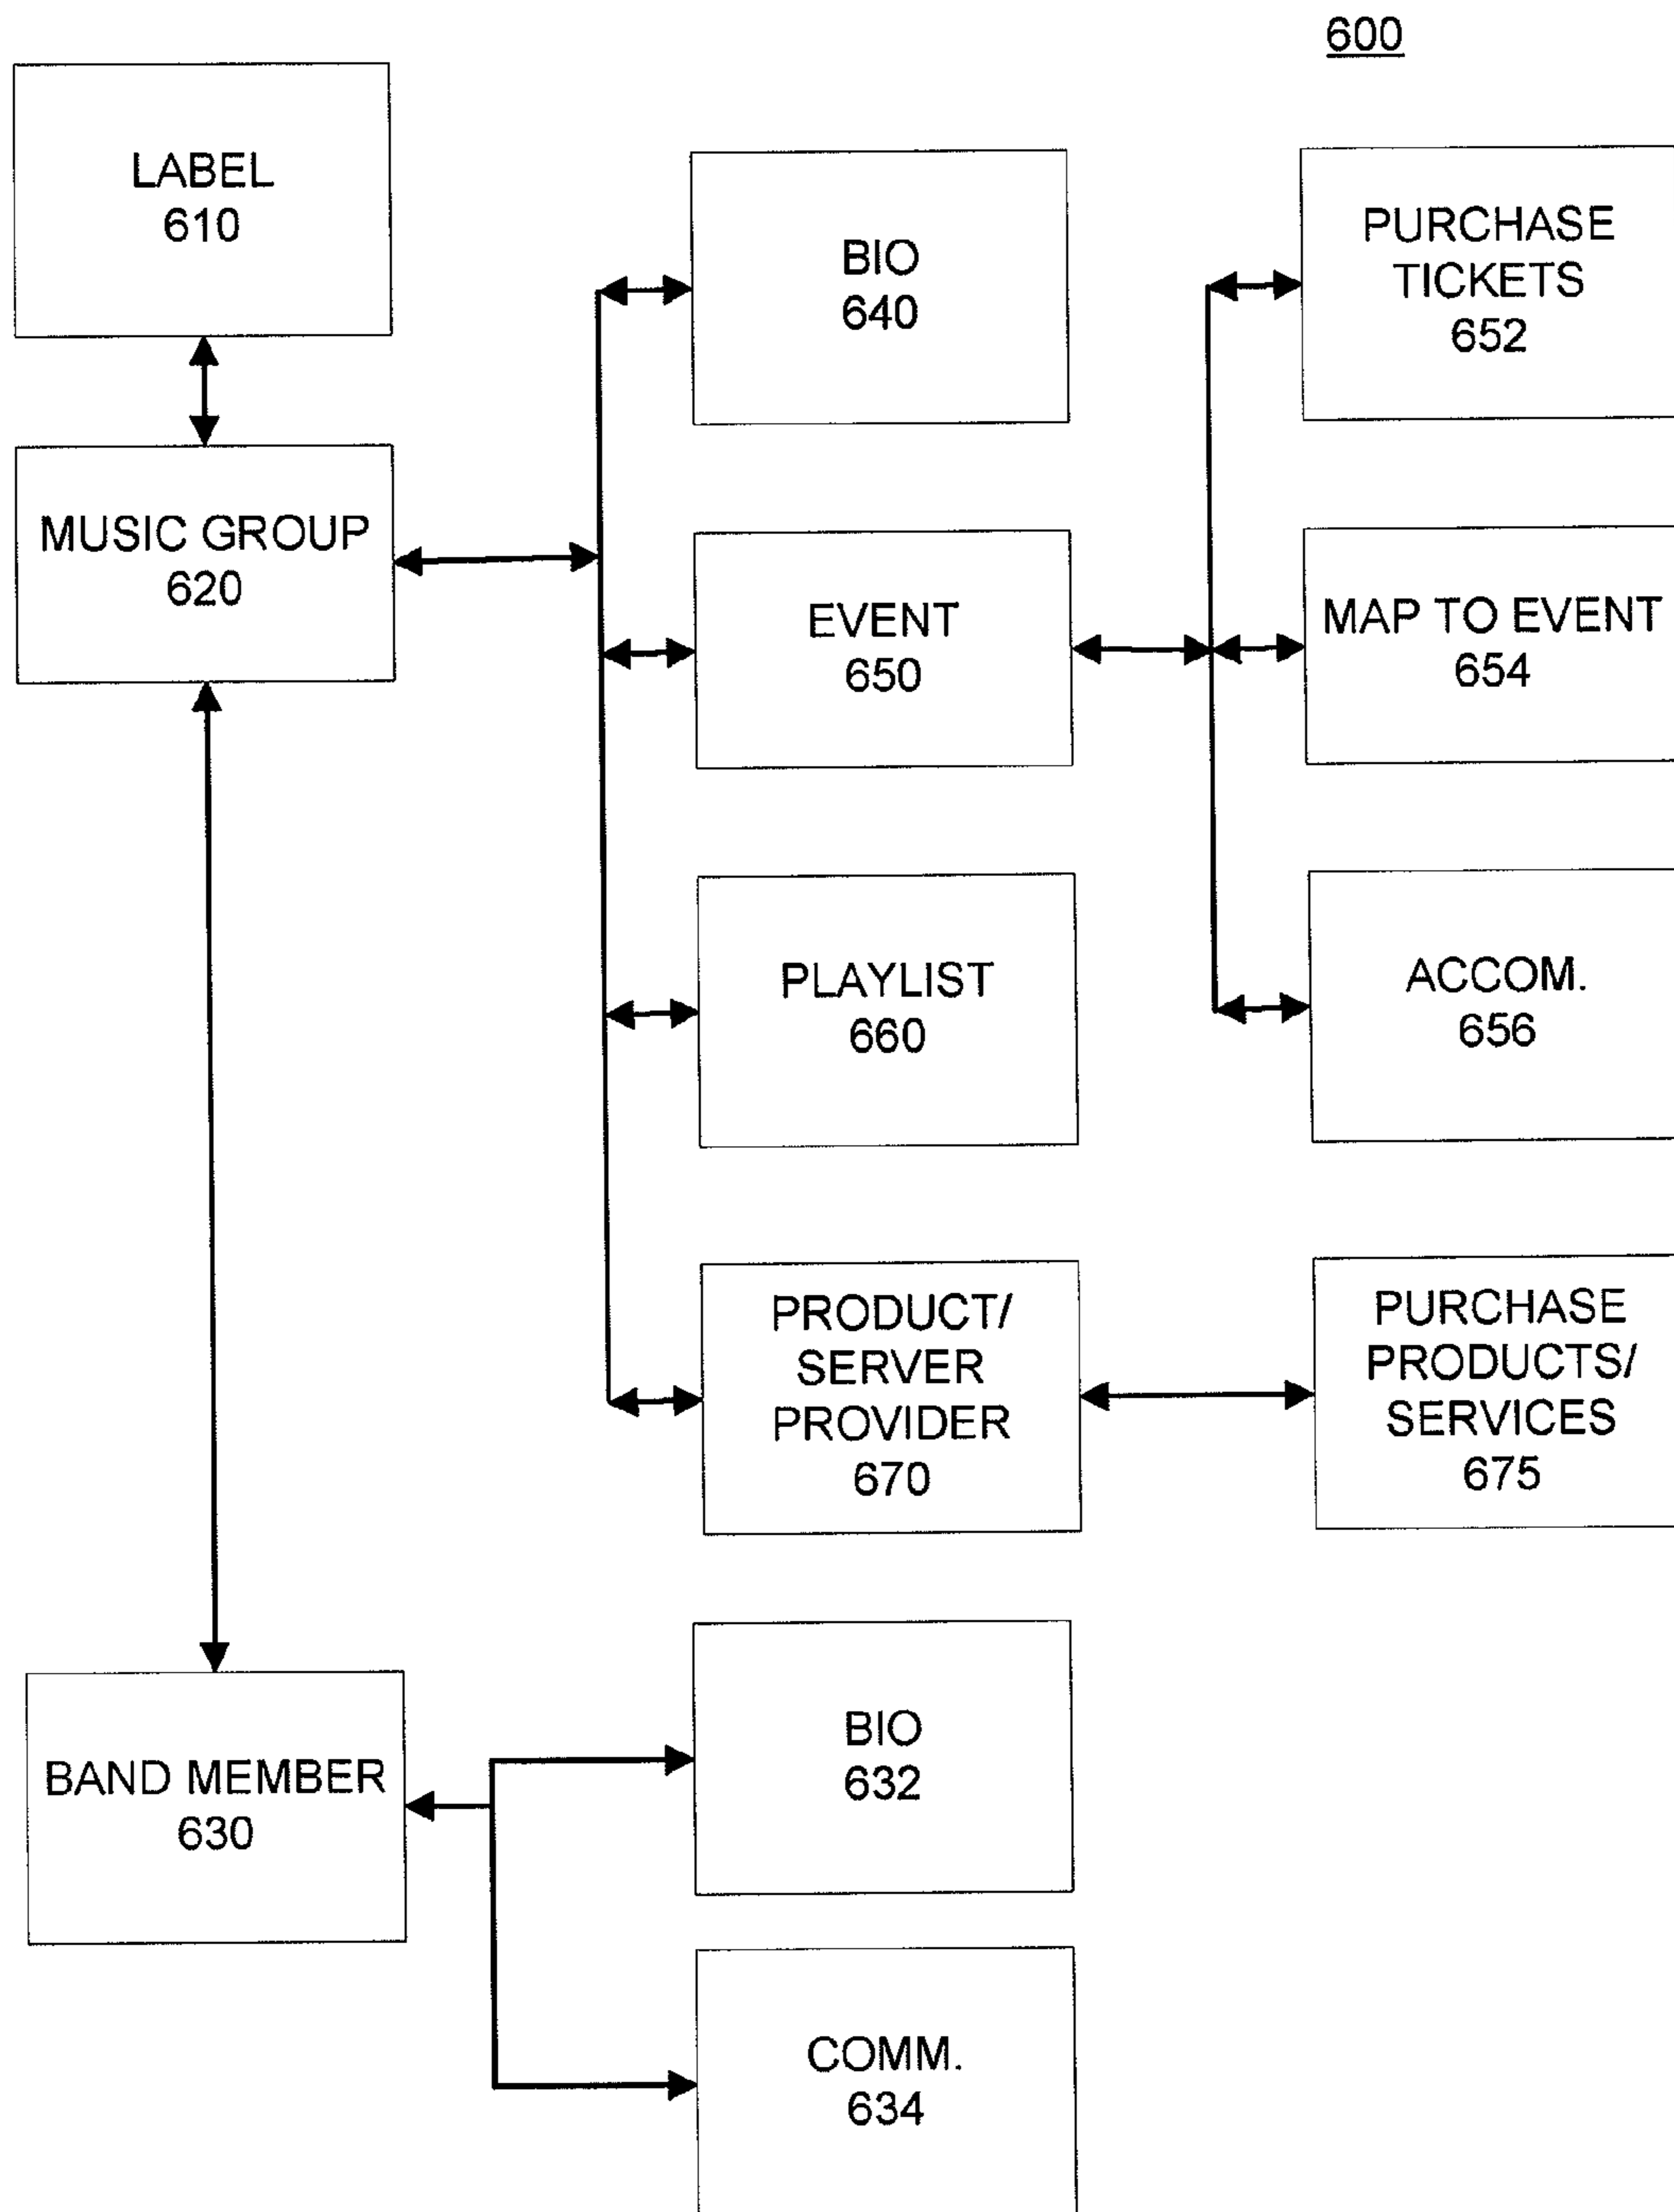 600
LABEL
610
MUSIC GROUP
620
BAND MEMBER
630
BIO
640
EVENT
650
PLAYLIST
660
PRODUCT/
SERVER
PROVIDER
670
BIO
632
COMM.
634
PURCHASE
TICKETS
652
MAP TO EVENT
654
ACCOM.
656
PURCHASE
PRODUCTS/
SERVICES
675